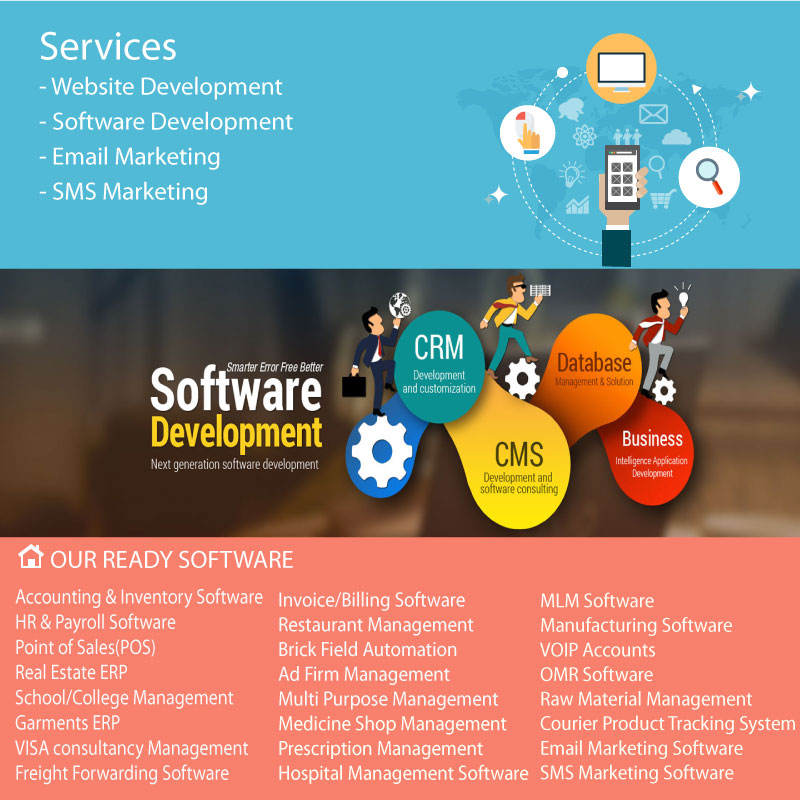 Services
- Website Development
- Software Development
- Email Marketing
- SMS Marketing
Smarter Error Free Better
Software
Development
Next generation software development
CRM
Development
and customization
CMS
Development and
software consulting
Database
Management & Solution
Business
Intelligence Application
Development
OUR READY SOFTWARE
Accounting & Inventory Software
HR & Payroll Software
Point of Sales(POS)
Real Estate ERP
School/College Management
Garments ERP
VISA consultancy Management
Freight Forwarding Software
Invoice/Billing Software
Restaurant Management
Brick Field Automation
Ad Firm Management
Multi Purpose Management
Medicine Shop Management
Prescription Management
Hospital Management Software
MLM Software
Manufacturing Software
VOIP Accounts
OMR Software
Raw Material Management
Courier Product Tracking System
Email Marketing Software
SMS Marketing Software